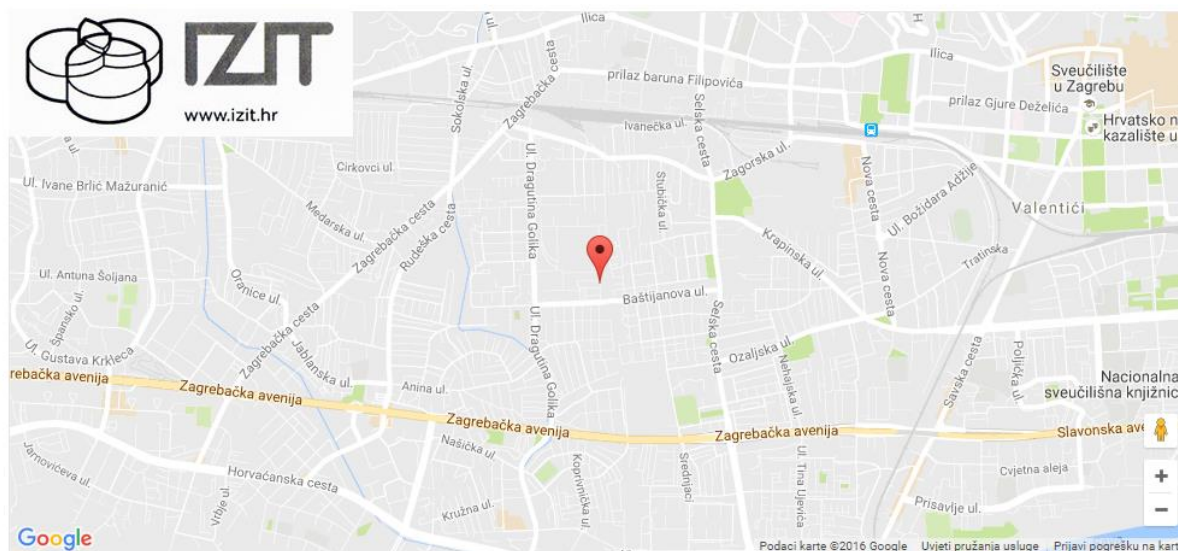 IZIT
www.izit.hr
Ilica
Ilica
H
Sokolska ul.
Zagrebačka cesta
prilaz baruna Filipovića
Selska cesta
Sveučilište
u Zagrebu
prilaz Gjure Deželića
Hrvatsko n
kazalište u
Ivanečka ul.
Zagorska ul.
Cirkovci ul.
Ul. Ivane Brlić Mažuranić
Ul. Dragutina Golika
Stubička ul.
Nova cesta
Ul. Božidara Adžije
Valentići
Medarska ul.
Zagrebačka cesta
Rudeška cesta
Krapinska ul.
Tratinska
Nova cesta
Ul. Antuna Šoljana
Oranice ul.
Baštijanova ul.
Špansko ul.
Zagrebačka cesta
Ul. Dragutina Golika
Selska cesta
Ul. Gustava Krkleca
Jablanska ul.
Ozaljska ul.
Nehajska ul.
Savska cesta
Poljička ul.
Anina ul.
Nacionalna
sveučilišna knjižnic
rebačka avenija
Zagrebačka avenija
Zagrebačka avenija
Zagrebačka avenija
Slavonska ave
Našička ul.
Jarnovićeva ul.
Horvaćanska cesta
Vrbje ul.
Koprivnička ul.
Srednjaci
Ul. Tina Ujevića
Cvjetna aleja
Kružna ul.
Prisavlje ul.
+
−
Google
Podaci karte ©2016 Google
Uvjeti pružanja usluge
Prijavi pogrešku na kart